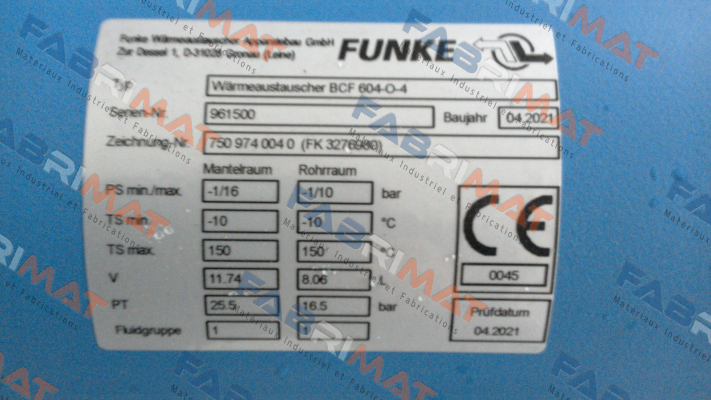 Funke Wärmeaustauscher Apparatebau GmbH
Zur Dessel 1, D-31028 Gronau (Leine)
FUNKE
Typ Wärmeaustauscher BCF 604-O-4
Serien-Nr. 961500 Baujahr 04.2021
Zeichnung-Nr. 750 974 004 0 (FK 3276980)
Mantelraum Rohrraum
PS min./max. -1/16 -1/10 bar
TS min. -10 -10 °C
TS max. 150 150 °C
V 11.74 8.06
PT 25.5 16.5 bar
Fluidgruppe 1
CE
0045
Prüfdatum
04.2021
FABRIMAT
Materiaux Industriel et Fabrications